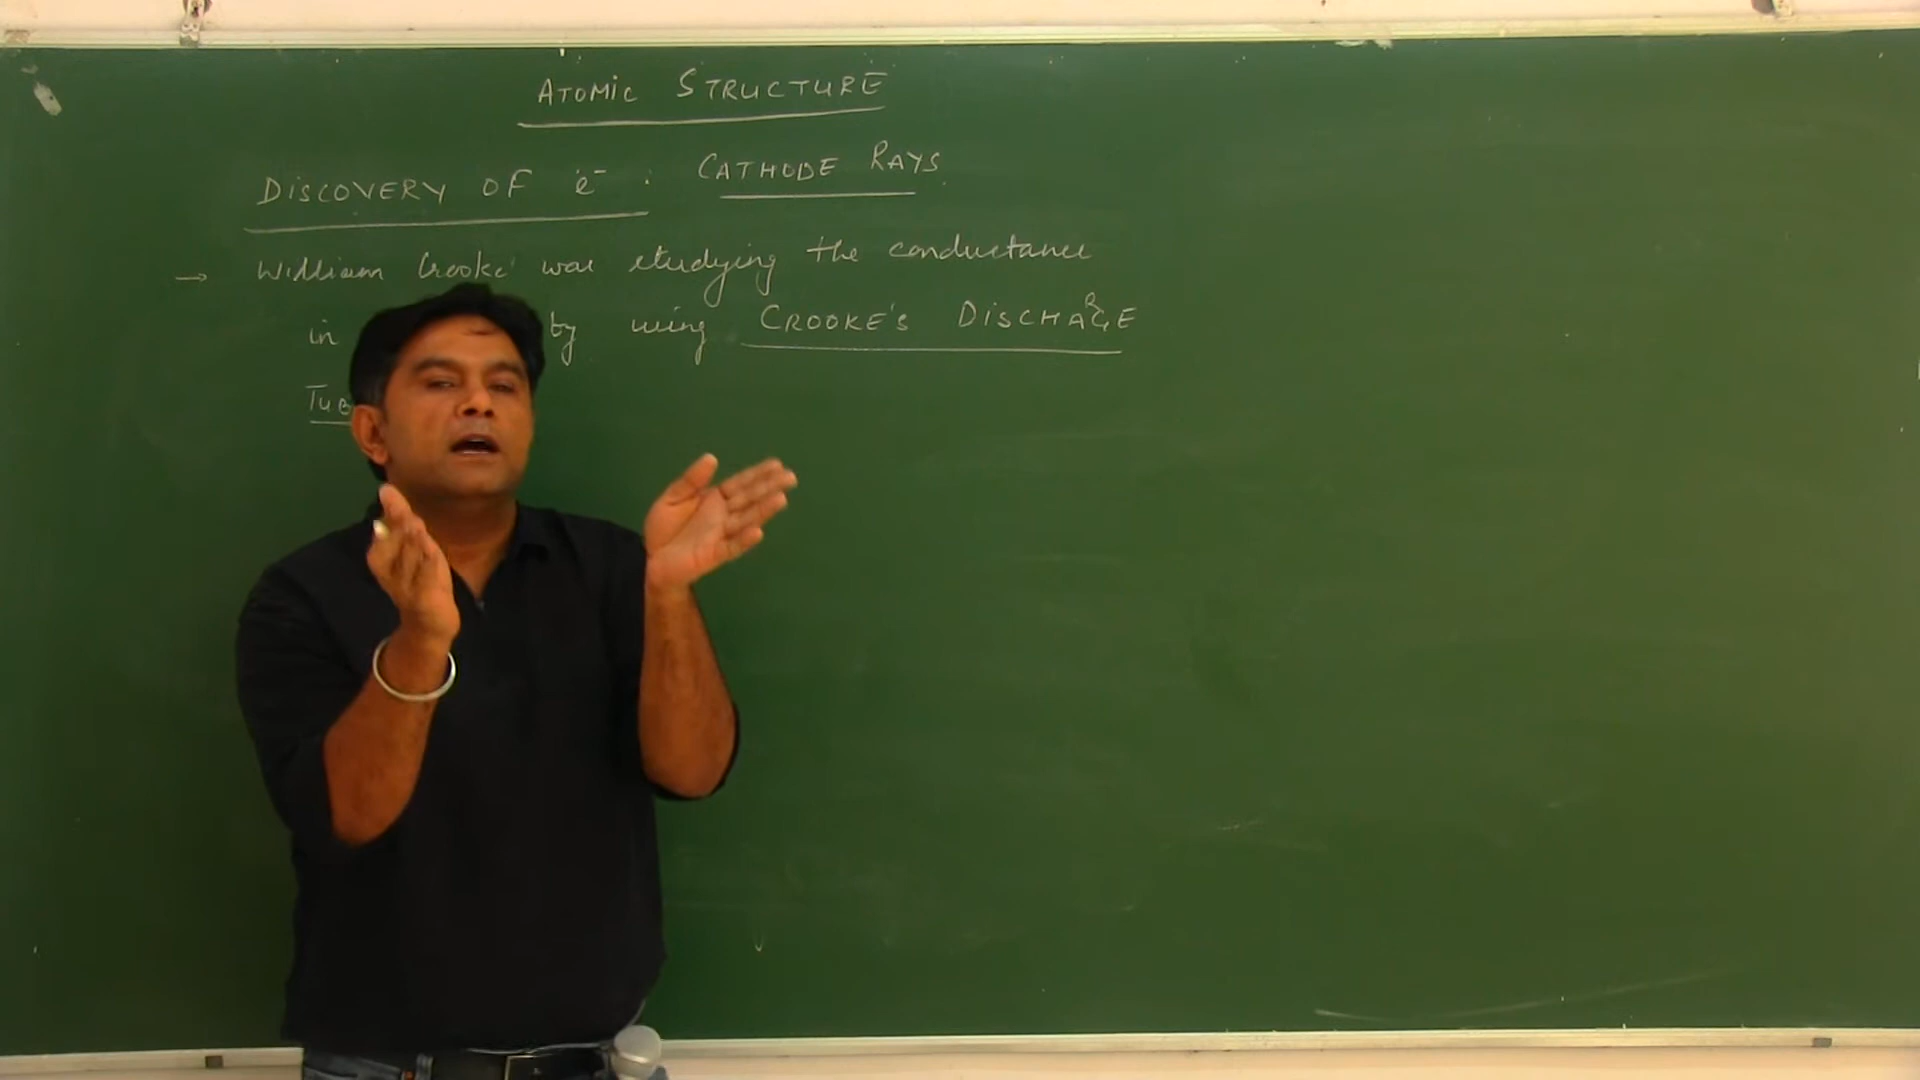 ATOMIC STRUCTURE
DISCOVERY OF e⁻ : CATHODE RAYS
→ William Crooke' was studying the conductance
in by using CROOKE'S DISCHARGE